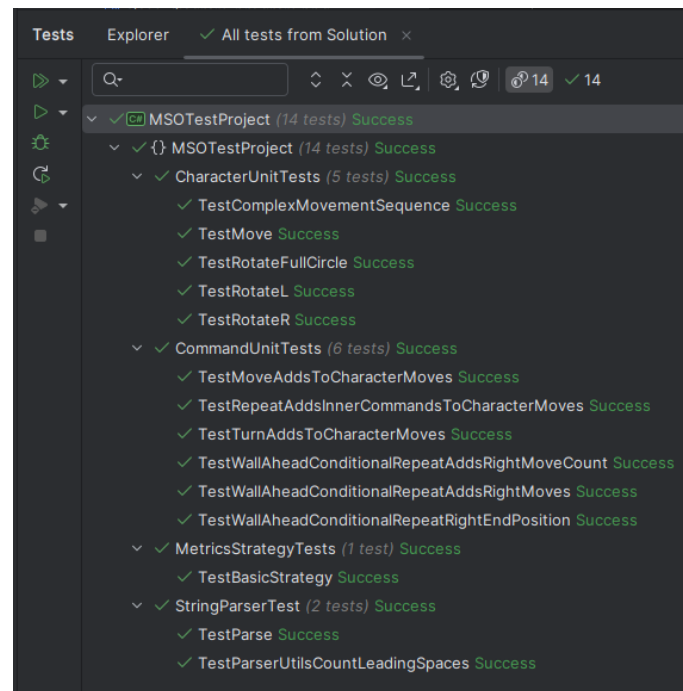 Tests Explorer All tests from Solution ×
14 14
C# MSOTestProject (14 tests) Success
{} MSOTestProject (14 tests) Success
CharacterUnitTests (5 tests) Success
TestComplexMovementSequence Success
TestMove Success
TestRotateFullCircle Success
TestRotateL Success
TestRotateR Success
CommandUnitTests (6 tests) Success
TestMoveAddsToCharacterMoves Success
TestRepeatAddsInnerCommandsToCharacterMoves Success
TestTurnAddsToCharacterMoves Success
TestWallAheadConditionalRepeatAddsRightMoveCount Success
TestWallAheadConditionalRepeatAddsRightMoves Success
TestWallAheadConditionalRepeatRightEndPosition Success
MetricsStrategyTests (1 test) Success
TestBasicStrategy Success
StringParserTest (2 tests) Success
TestParse Success
TestParserUtilsCountLeadingSpaces Success